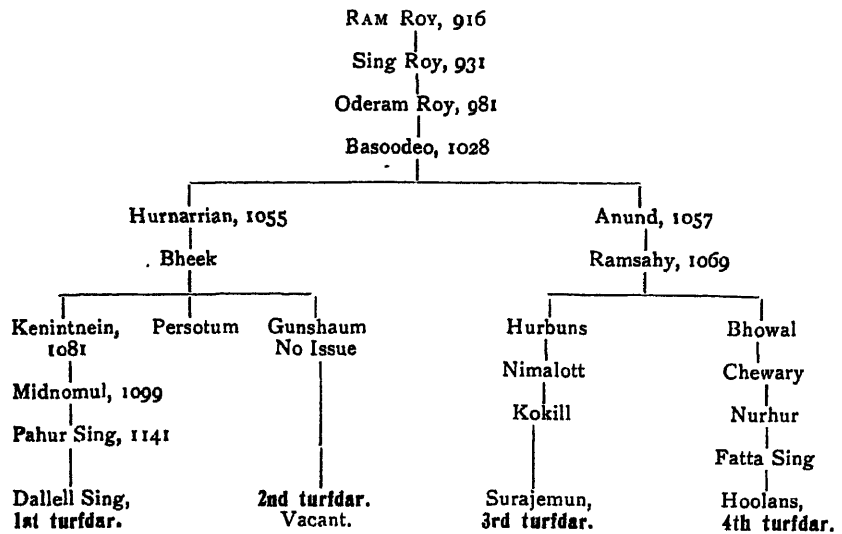 RAM ROY, 916
Sing Roy, 931
Oderam Roy, 981
Basoodeo, 1028
Hurnarrian, 1055
Anund, 1057
Bheek
Ramsahy, 1069
Kenintnein,
1081
Persotum
Gunshaum
No Issue
Hurbuns
Bhowal
Midnomul, 1099
Nimalott
Chewary
Pahur Sing, 1141
Kokill
Nurhur
Fatta Sing
Dallell Sing,
1st turfdar.
2nd turfdar.
Vacant.
Surajemun,
3rd turfdar.
Hoolans,
4th turfdar.